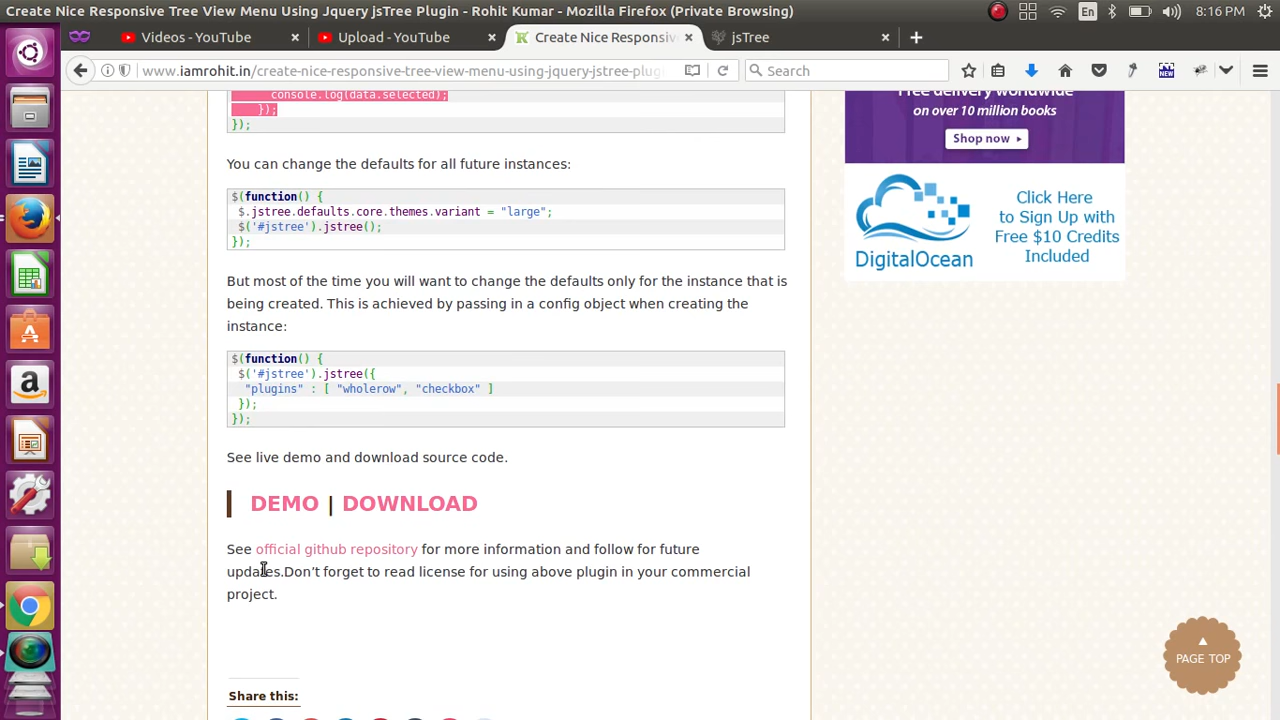 Create Nice Responsive Tree View Menu Using Jquery jsTree Plugin - Rohit Kumar - Mozilla Firefox (Private Browsing)
En
8:16 PM
Videos - YouTube
Upload - YouTube
Create Nice Responsiv
jsTree
www.iamrohit.in/create-nice-responsive-tree-view-menu-using-jquery-jstree-plug
Search
NEW
console.log(data.selected);
});
});
You can change the defaults for all future instances:
$(function() {
$.jstree.defaults.core.themes.variant = "large";
$('#jstree').jstree();
});
But most of the time you will want to change the defaults only for the instance that is
being created. This is achieved by passing in a config object when creating the
instance:
$(function() {
$('#jstree').jstree({
"plugins" : [ "wholerow", "checkbox" ]
});
});
See live demo and download source code.
DEMO | DOWNLOAD
See official github repository for more information and follow for future
updates.Don’t forget to read license for using above plugin in your commercial
project.
Share this:
Free delivery worldwide
on over 10 million books
Shop now
DigitalOcean
Click Here
to Sign Up with
Free $10 Credits
Included
PAGE TOP